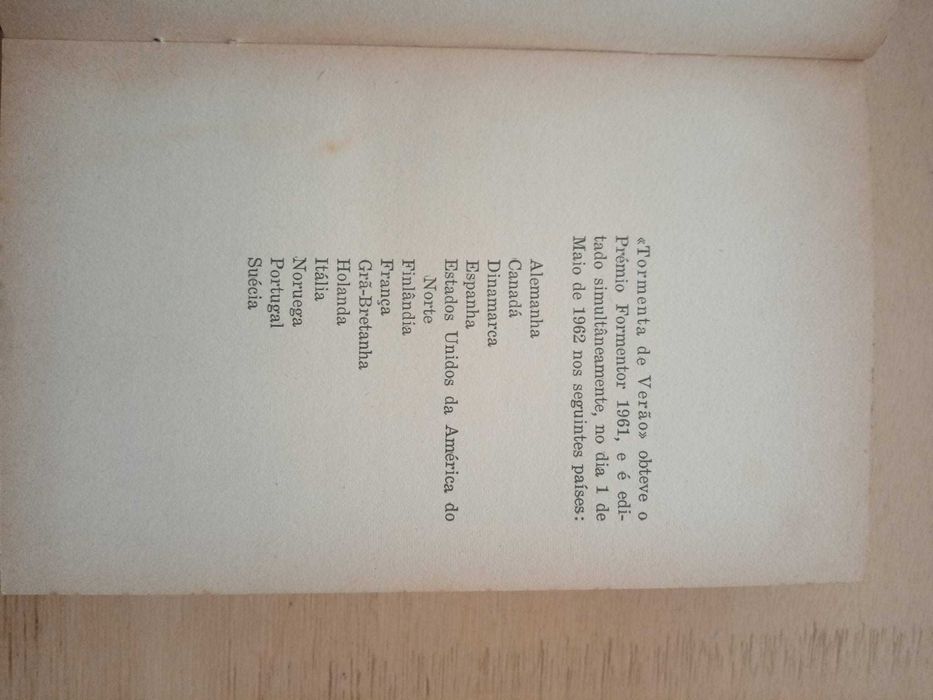 «Tormenta de Verão» obteve o
Prémio Formentor 1961, e é edi-
tado simultâneamente, no dia 1 de
Maio de 1962 nos seguintes países:
Alemanha
Canadá
Dinamarca
Espanha
Estados Unidos da América do
Norte
Finlândia
França
Grã-Bretanha
Holanda
Itália
Noruega
Portugal
Suécia